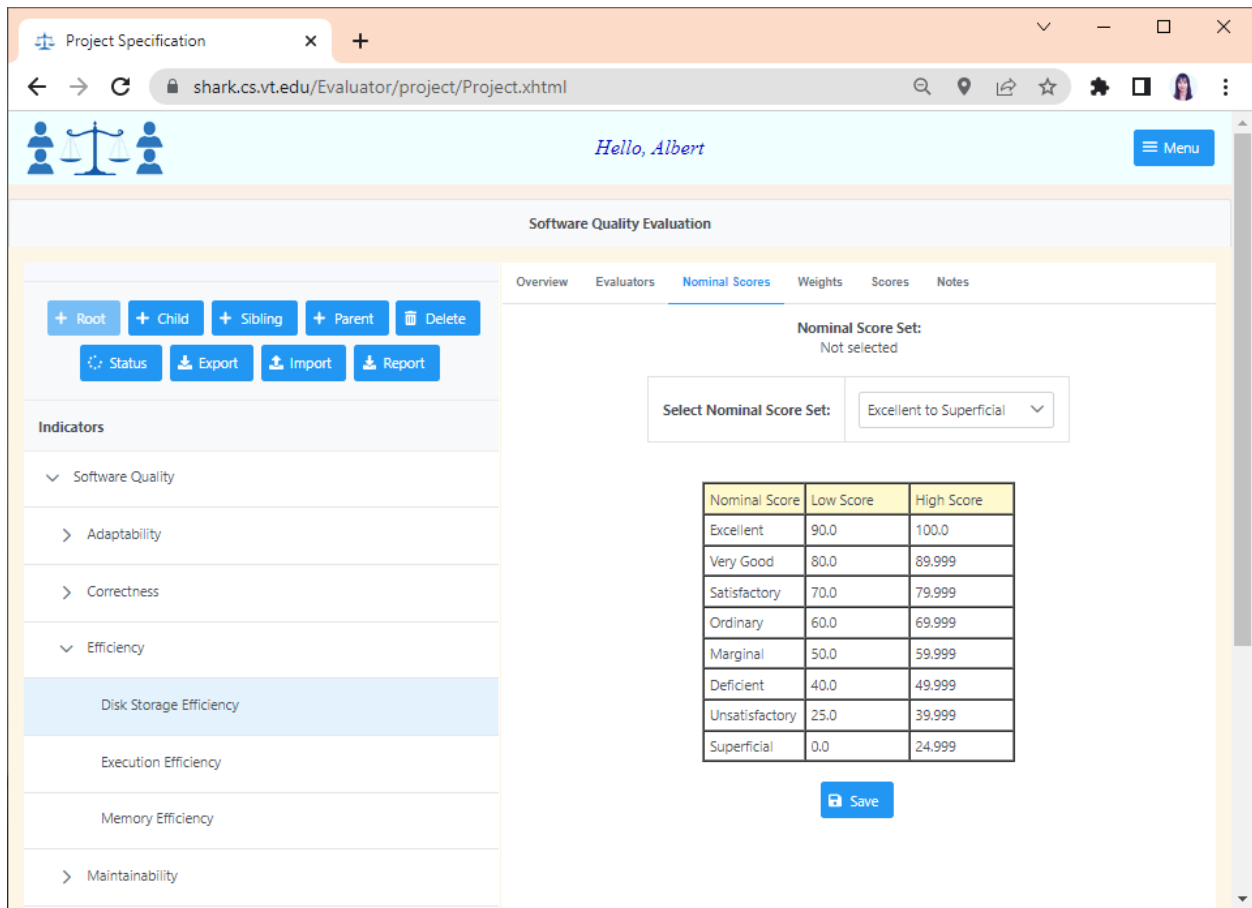 Project Specification
shark.cs.vt.edu/Evaluator/project/Project.xhtml
Hello, Albert
Menu
Software Quality Evaluation
+ Root + Child + Sibling + Parent Delete
Status Export Import Report
Indicators
Software Quality
Adaptability
Correctness
Efficiency
Disk Storage Efficiency
Execution Efficiency
Memory Efficiency
Maintainability
Overview Evaluators Nominal Scores Weights Scores Notes
Nominal Score Set:
Not selected
Select Nominal Score Set: Excellent to Superficial
Nominal Score Low Score High Score
Excellent 90.0 100.0
Very Good 80.0 89.999
Satisfactory 70.0 79.999
Ordinary 60.0 69.999
Marginal 50.0 59.999
Deficient 40.0 49.999
Unsatisfactory 25.0 39.999
Superficial 0.0 24.999
Save